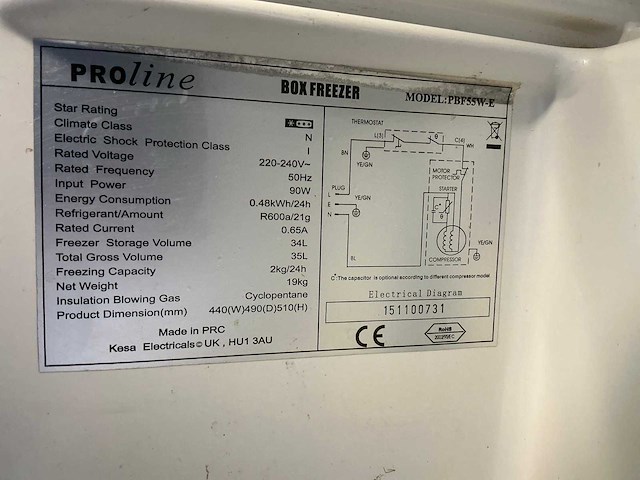 PROline BOX FREEZER MODEL:PBF55W-E
Star Rating
Climate Class N
Electric Shock Protection Class I
Rated Voltage 220-240V~
Rated Frequency 50Hz
Input Power 90W
Energy Consumption 0.48kWh/24h
Refrigerant/Amount R600a/21g
Rated Current 0.65A
Freezer Storage Volume 34L
Total Gross Volume 35L
Freezing Capacity 2kg/24h
Net Weight 19kg
Insulation Blowing Gas Cyclopentane
Product Dimension(mm) 440(W)490(D)510(H)
Made in PRC
Kesa Electricals© UK , HU1 3AU
THERMOSTAT
L(3) θ C(4)
BN WH
YE/GN
MOTOR
PROTECTOR
PLUG STARTER
L YE/GN
E C*
N θ
YE/GN
BL COMPRESSOR
C*:The capacitor is optional according to different compressor model
Electrical Diagram
151100731
CE
RoHS
2002/95/EC